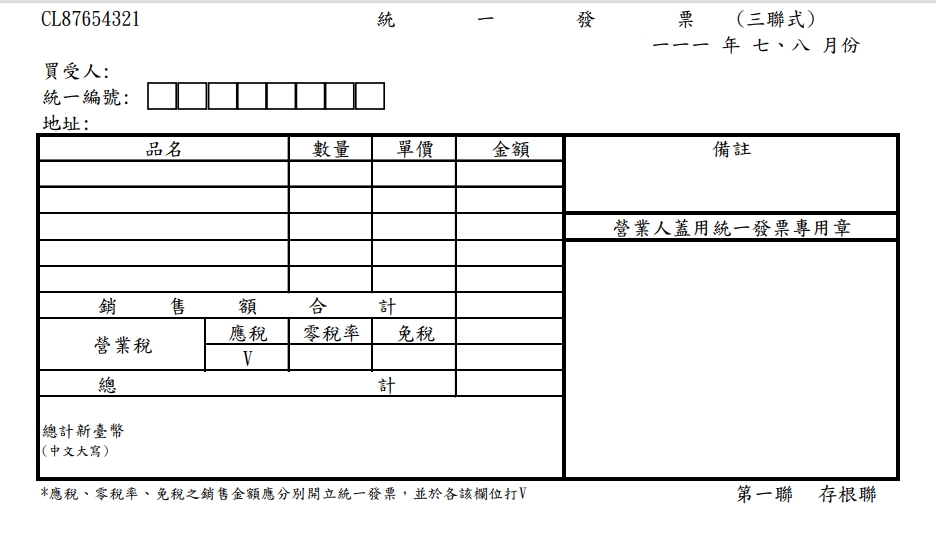 CL87654321 統 一 發 票 （三聯式）
一一一 年 七、八 月份
買受人：
統一編號：
地址：
品名 數量 單價 金額 備註
營業人蓋用統一發票專用章
銷 售 額 合 計
營業稅 應稅 零稅率 免稅
V
總 計
總計新臺幣
（中文大寫）
*應稅、零稅率、免稅之銷售金額應分別開立統一發票，並於各該欄位打V 第一聯 存根聯